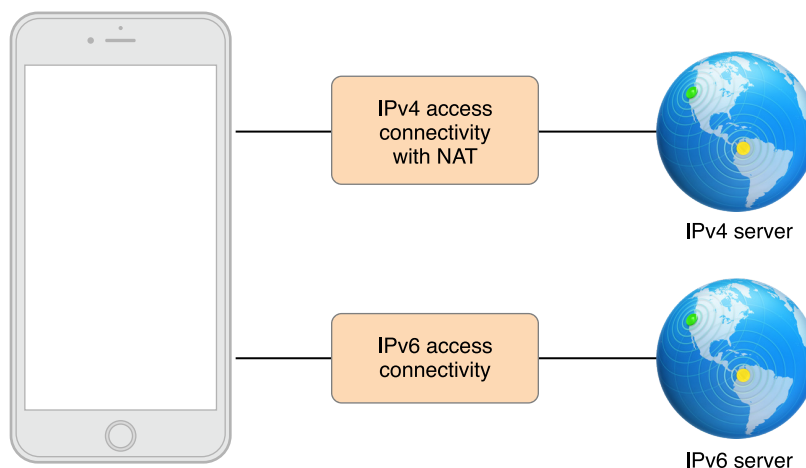 IPv4 access
connectivity
with NAT
IPv4 server
IPv6 access
connectivity
IPv6 server